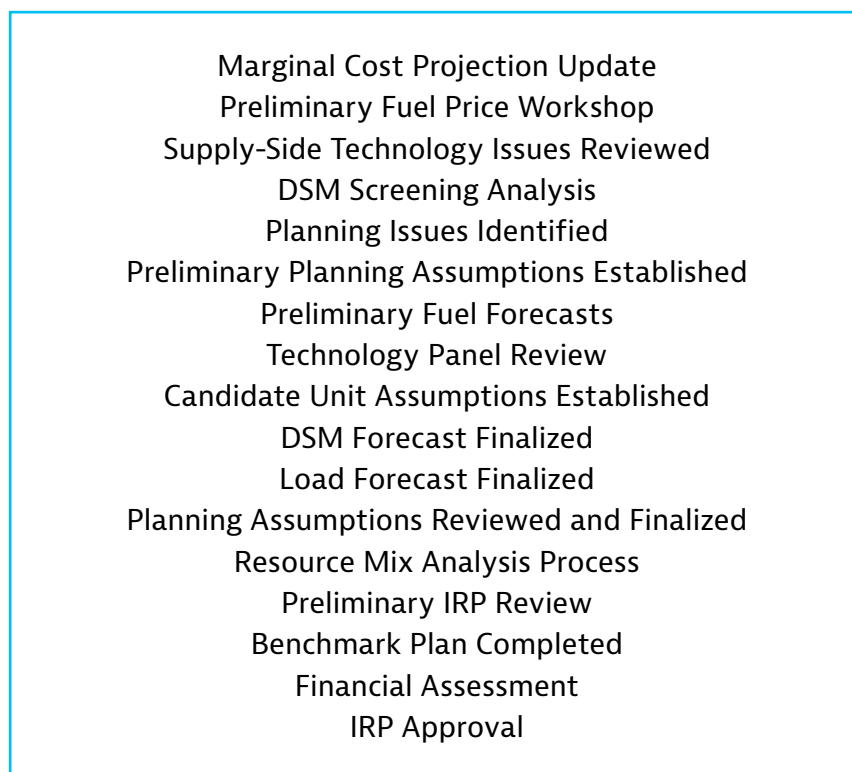 Marginal Cost Projection Update
Preliminary Fuel Price Workshop
Supply-Side Technology Issues Reviewed
DSM Screening Analysis
Planning Issues Identified
Preliminary Planning Assumptions Established
Preliminary Fuel Forecasts
Technology Panel Review
Candidate Unit Assumptions Established
DSM Forecast Finalized
Load Forecast Finalized
Planning Assumptions Reviewed and Finalized
Resource Mix Analysis Process
Preliminary IRP Review
Benchmark Plan Completed
Financial Assessment
IRP Approval